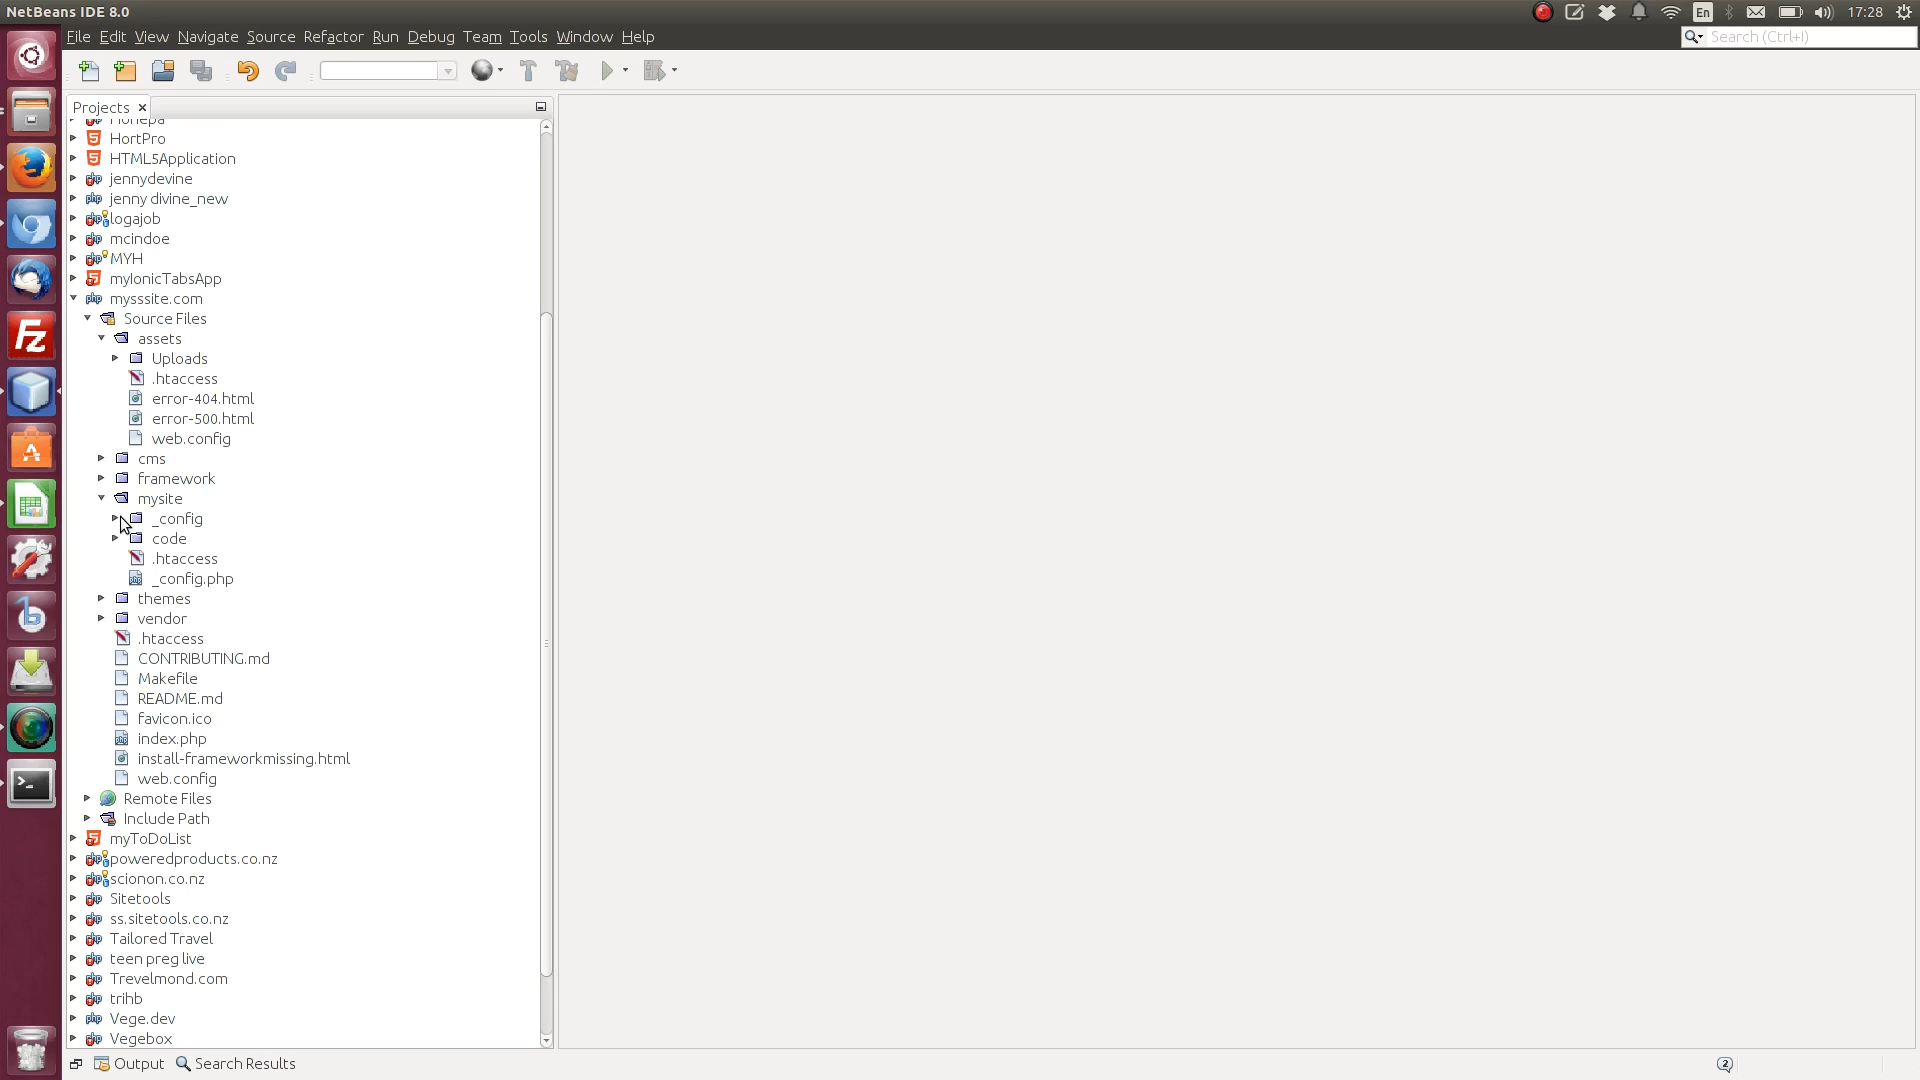 NetBeans IDE 8.0
En
17:28
File Edit View Navigate Source Refactor Run Debug Team Tools Window Help
Search (Ctrl+I)
Projects
HortPro
HTML5Application
jennydevine
jenny divine_new
logajob
mcindoe
MYH
myIonicTabsApp
mysssite.com
Source Files
assets
Uploads
.htaccess
error-404.html
error-500.html
web.config
cms
framework
mysite
_config
code
.htaccess
_config.php
themes
vendor
.htaccess
CONTRIBUTING.md
Makefile
README.md
favicon.ico
index.php
install-frameworkmissing.html
web.config
Remote Files
Include Path
myToDoList
poweredproducts.co.nz
scionon.co.nz
Sitetools
ss.sitetools.co.nz
Tailored Travel
teen preg live
Trevelmond.com
trihb
Vege.dev
Vegebox
Output Search Results
2